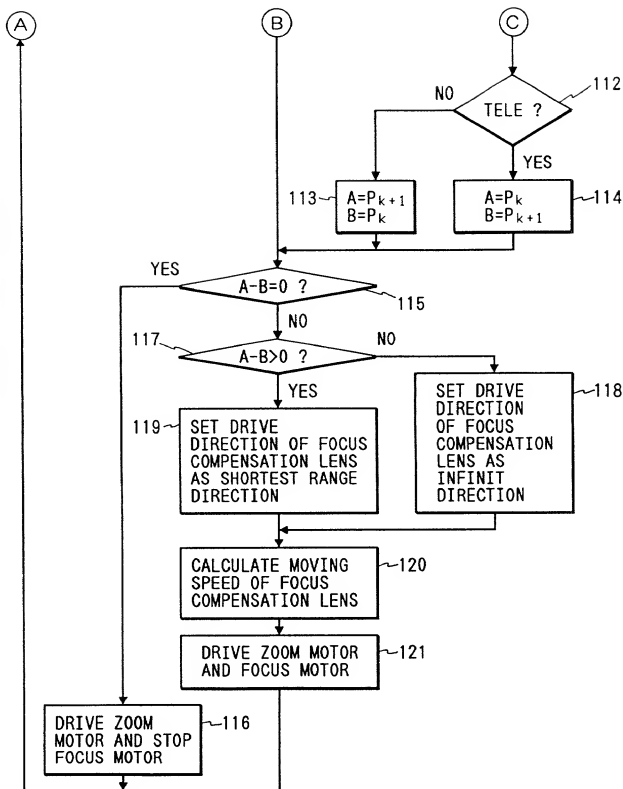 A
B
C
112
NO
TELE ?
YES
113
A=Pk+1
B=Pk
A=Pk
B=Pk+1
114
YES
A-B=0 ?
115
NO
117
A-B>0 ?
NO
YES
119
SET DRIVE
DIRECTION OF FOCUS
COMPENSATION LENS
AS SHORTEST RANGE
DIRECTION
SET DRIVE
DIRECTION
OF FOCUS
COMPENSATION
LENS AS
INFINIT
DIRECTION
118
CALCULATE MOVING
SPEED OF FOCUS
COMPENSATION LENS
120
DRIVE ZOOM MOTOR
AND FOCUS MOTOR
121
DRIVE ZOOM
MOTOR AND STOP
FOCUS MOTOR
116